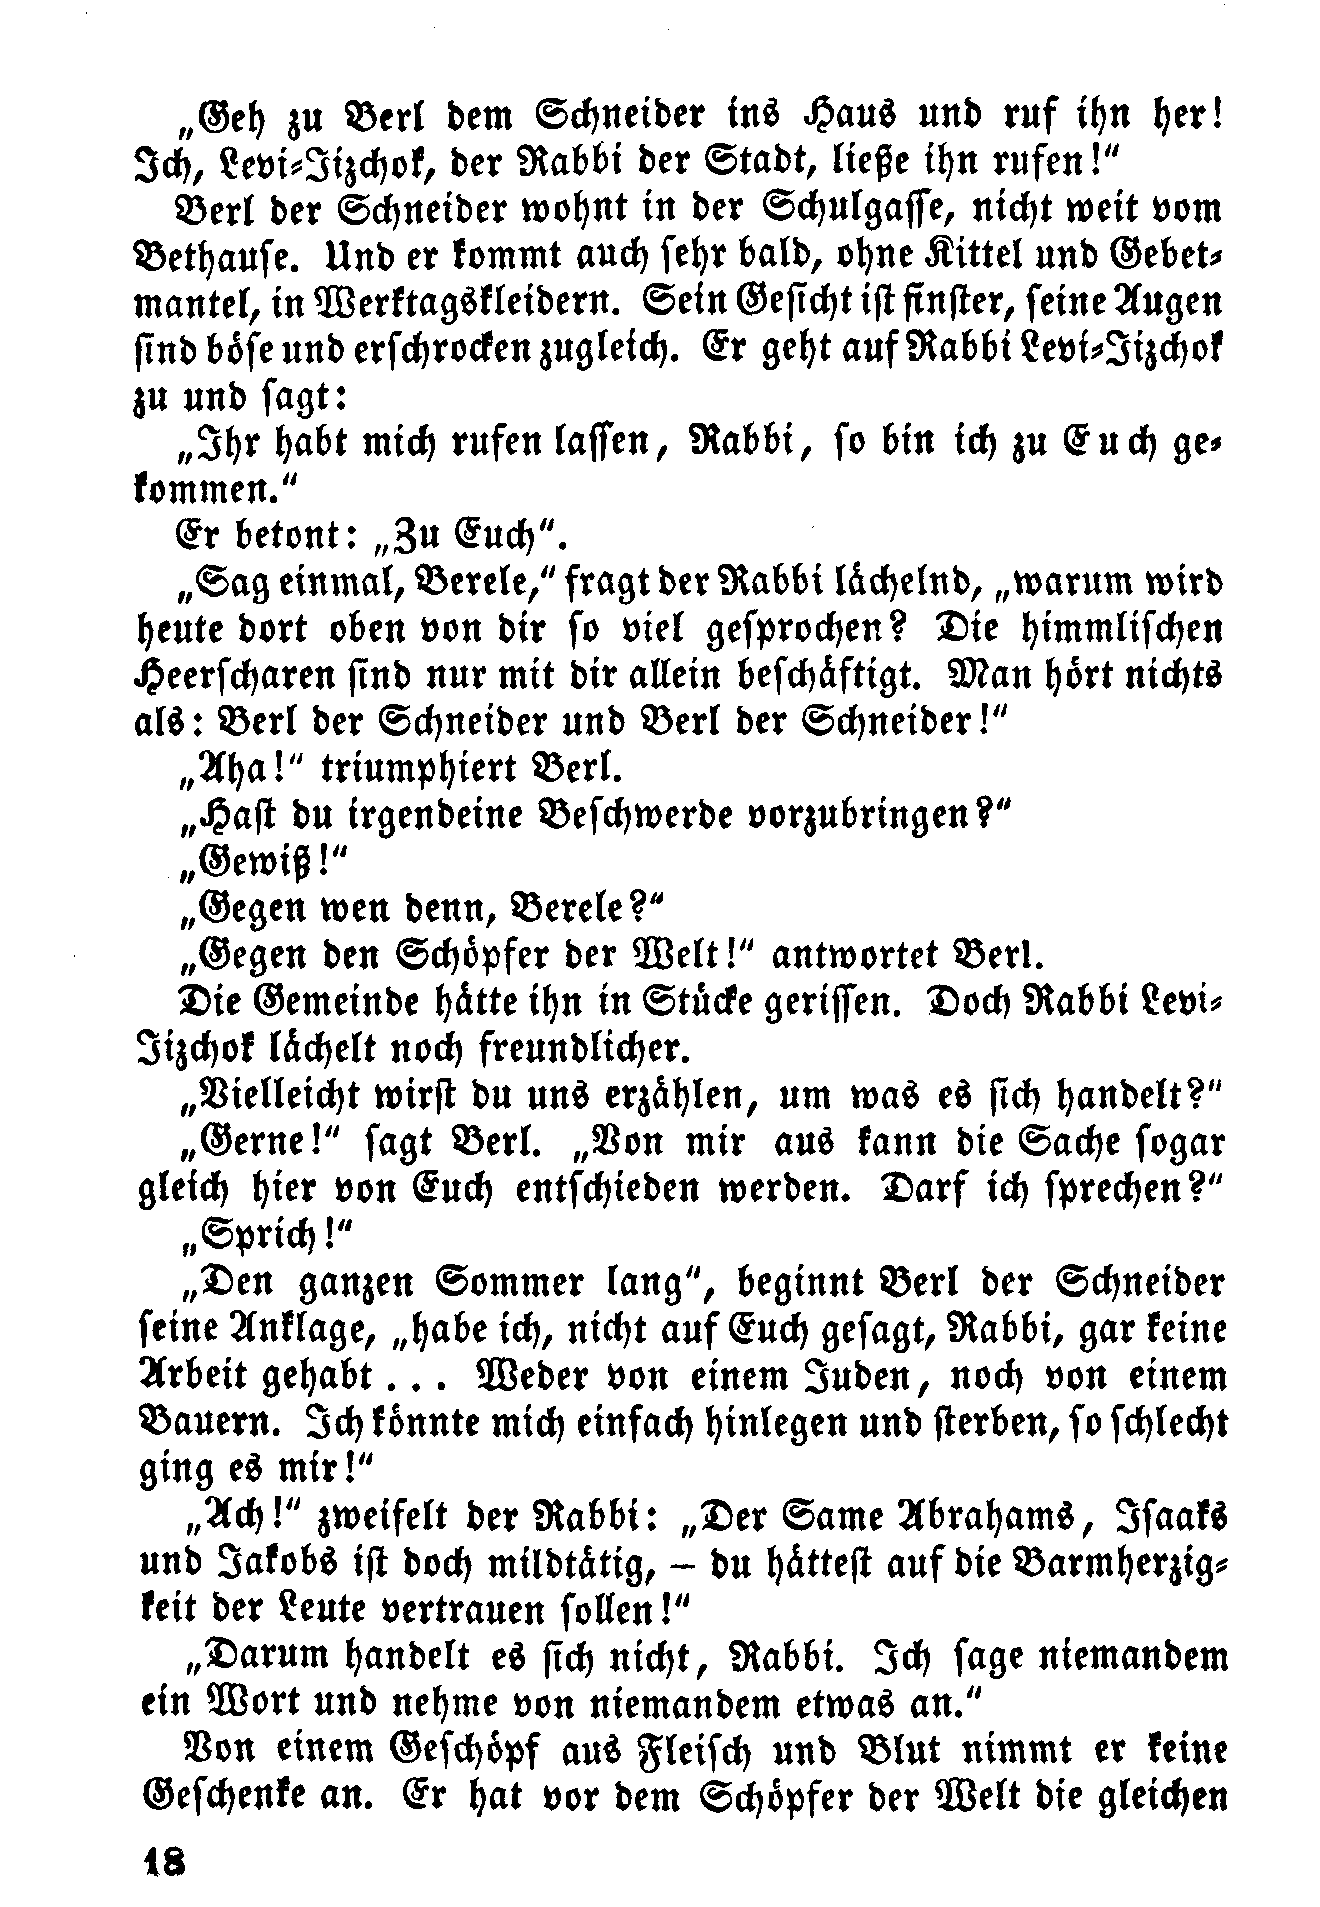 „Geh zu Berl dem Schneider ins Haus und ruf ihn her!
Ich, Levi-Jizchok, der Rabbi der Stadt, ließe ihn rufen!“
Berl der Schneider wohnt in der Schulgasse, nicht weit vom
Bethause. Und er kommt auch sehr bald, ohne Kittel und Gebet-
mantel, in Werktagskleidern. Sein Gesicht ist finster, seine Augen
sind böse und erschrocken zugleich. Er geht auf Rabbi Levi-Jizchok
zu und sagt:
„Ihr habt mich rufen lassen, Rabbi, so bin ich zu Euch ge-
kommen.“
Er betont: „Zu Euch“.
„Sag einmal, Berele,“ fragt der Rabbi lächelnd, „warum wird
heute dort oben von dir so viel gesprochen? Die himmlischen
Heerscharen sind nur mit dir allein beschäftigt. Man hört nichts
als: Berl der Schneider und Berl der Schneider!“
„Aha!“ triumphiert Berl.
„Hast du irgendeine Beschwerde vorzubringen?“
„Gewiß!“
„Gegen wen denn, Berele?“
„Gegen den Schöpfer der Welt!“ antwortet Berl.
Die Gemeinde hätte ihn in Stücke gerissen. Doch Rabbi Levi-
Jizchok lächelt noch freundlicher.
„Vielleicht wirst du uns erzählen, um was es sich handelt?“
„Gerne!“ sagt Berl. „Von mir aus kann die Sache sogar
gleich hier von Euch entschieden werden. Darf ich sprechen?“
„Sprich!“
„Den ganzen Sommer lang“, beginnt Berl der Schneider
seine Anklage, „habe ich, nicht auf Euch gesagt, Rabbi, gar keine
Arbeit gehabt... Weder von einem Juden, noch von einem
Bauern. Ich könnte mich einfach hinlegen und sterben, so schlecht
ging es mir!“
„Ach!“ zweifelt der Rabbi: „Der Same Abrahams, Isaaks
und Jakobs ist doch mildtätig, – du hättest auf die Barmherzig-
keit der Leute vertrauen sollen!“
„Darum handelt es sich nicht, Rabbi. Ich sage niemandem
ein Wort und nehme von niemandem etwas an.“
Von einem Geschöpf aus Fleisch und Blut nimmt er keine
Geschenke an. Er hat vor dem Schöpfer der Welt die gleichen
18